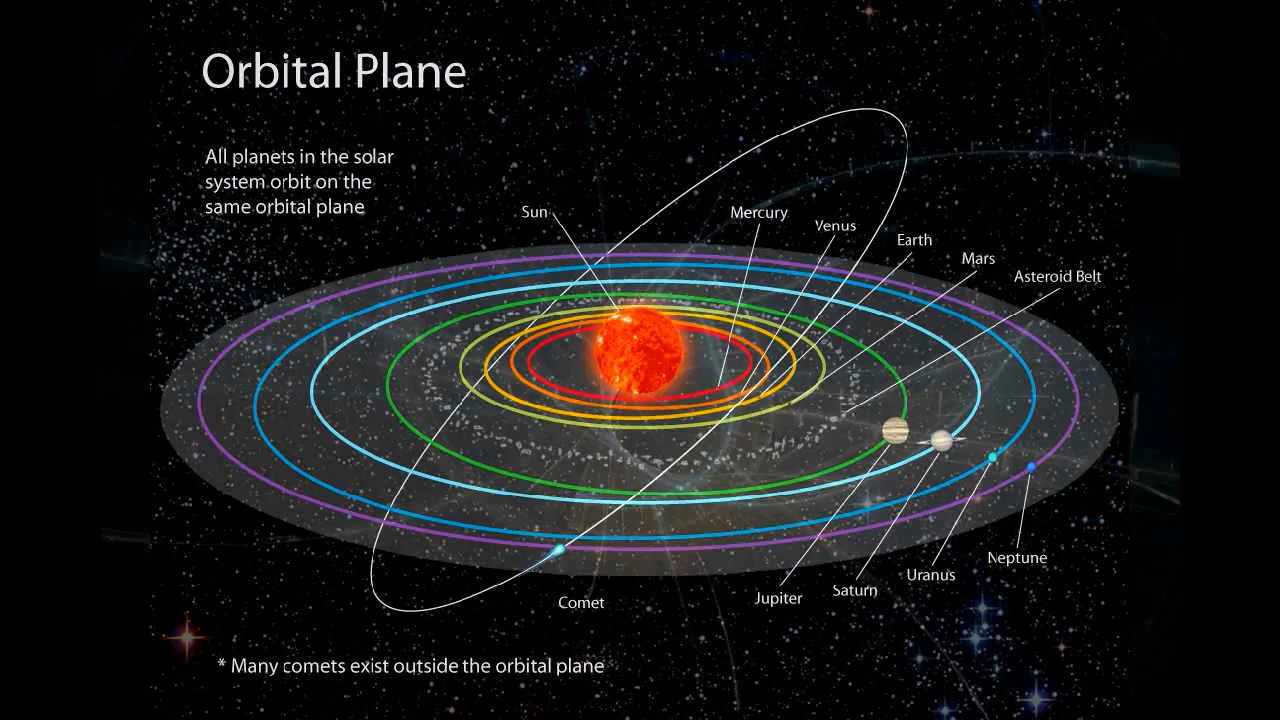 Orbital Plane
All planets in the solar
system orbit on the
same orbital plane
Sun
Mercury
Venus
Earth
Mars
Asteroid Belt
Neptune
Uranus
Saturn
Jupiter
Comet
* Many comets exist outside the orbital plane